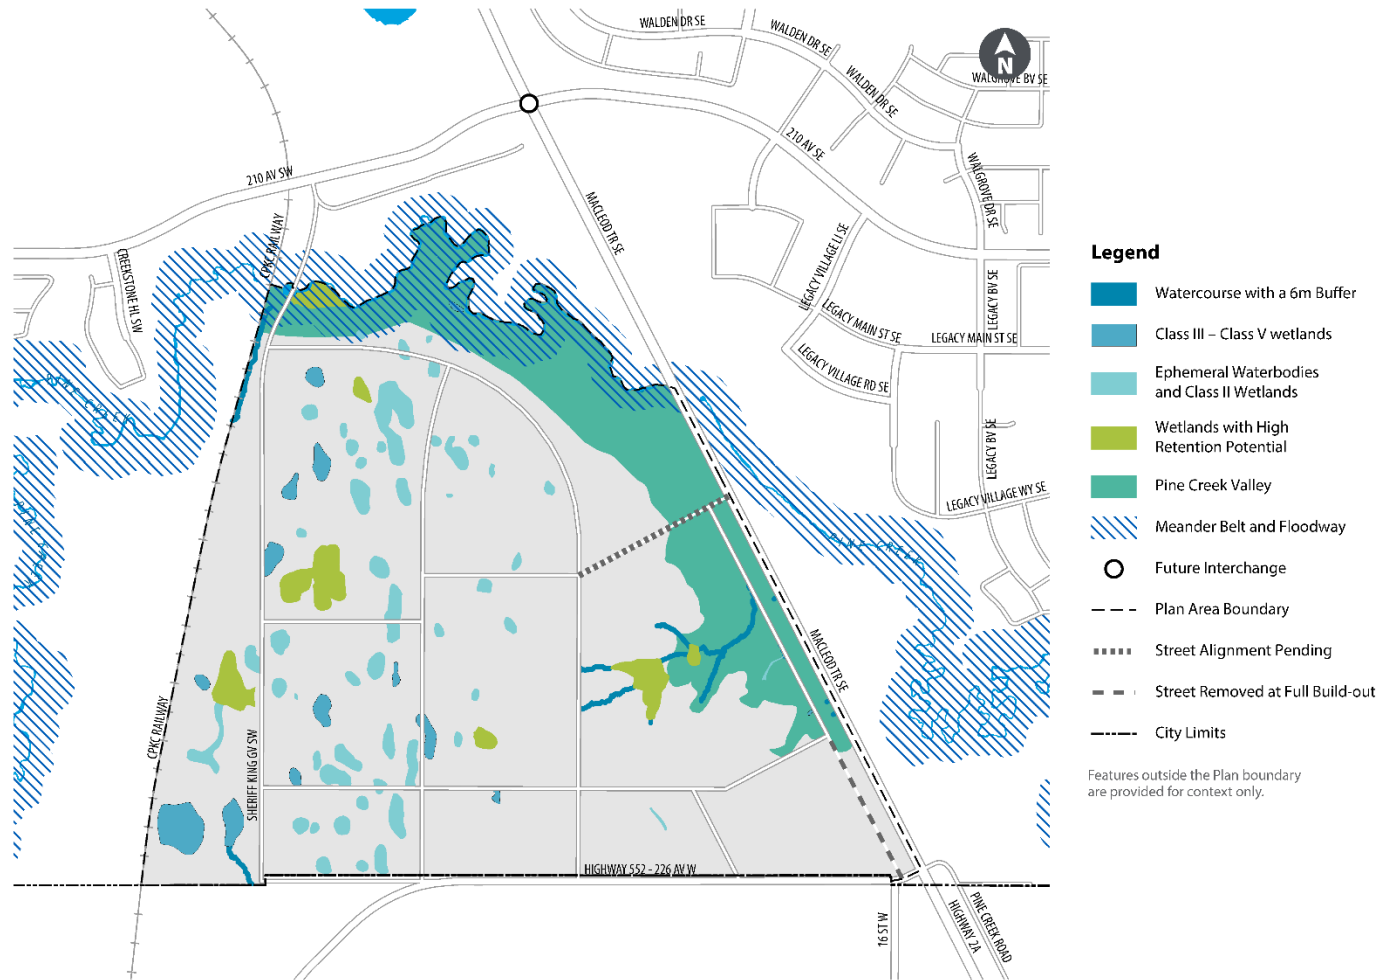 WALDEN DR SE
WALDEN DR SE
N
WALGROVE BV SE
WALDEN DR SE
210 AV SE
WALGROVE DR SE
210 AV SW
MACLEOD TR SE
CPKC RAILWAY
CREEKSTONE HL SW
LEGACY VILLAGE LI SE
LEGACY BV SE
LEGACY MAIN ST SE
LEGACY MAIN ST SE
LEGACY VILLAGE RD SE
PINE CREEK
LEGACY BV SE
LEGACY VILLAGE WY SE
PINE CREEK
PINE CREEK
MACLEOD TR SE
CPKC RAILWAY
SHERIFF KING GV SW
HIGHWAY 552 - 226 AV W
16 ST W
HIGHWAY 2A
PINE CREEK ROAD
Legend
Watercourse with a 6m Buffer
Class III – Class V wetlands
Ephemeral Waterbodies
and Class II Wetlands
Wetlands with High
Retention Potential
Pine Creek Valley
Meander Belt and Floodway
Future Interchange
Plan Area Boundary
Street Alignment Pending
Street Removed at Full Build-out
City Limits
Features outside the Plan boundary
are provided for context only.